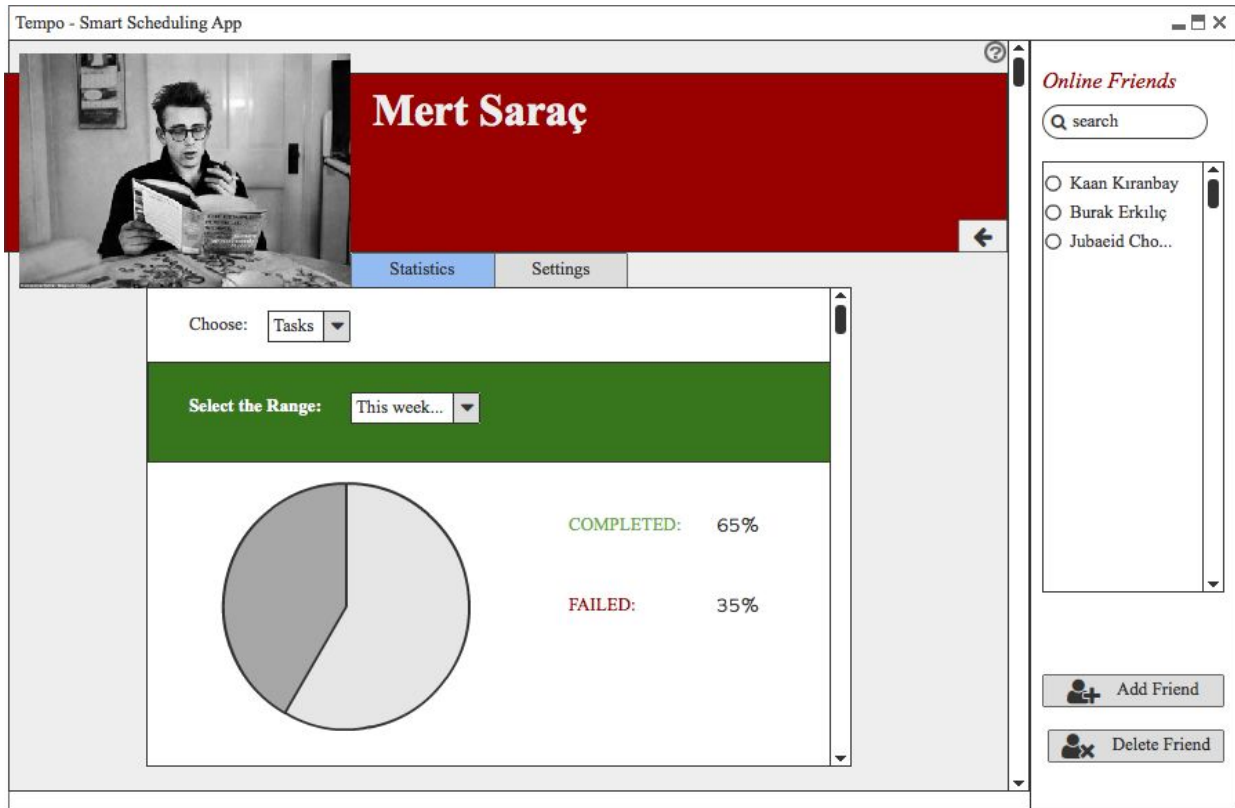 Tempo - Smart Scheduling App
Mert Saraç
Statistics
Settings
Choose:
Tasks
Select the Range:
This week...
COMPLETED:
65%
FAILED:
35%
Online Friends
search
Kaan Kıranbay
Burak Erkılıç
Jubaeid Cho...
Add Friend
Delete Friend